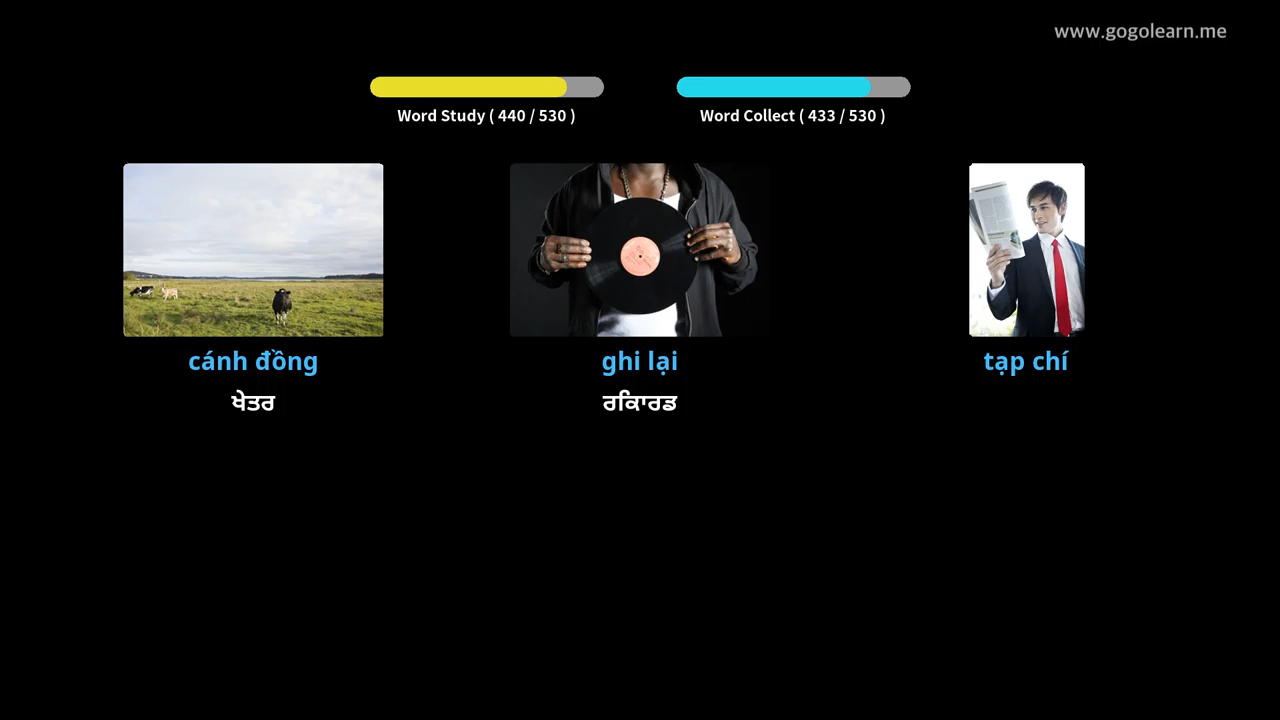 www.gogolearn.me
Word Study ( 440 / 530 )
Word Collect ( 433 / 530 )
cánh đồng
ghi lại
tạp chí
ਖੇਤਰ
ਰਕਿਾਰਡ